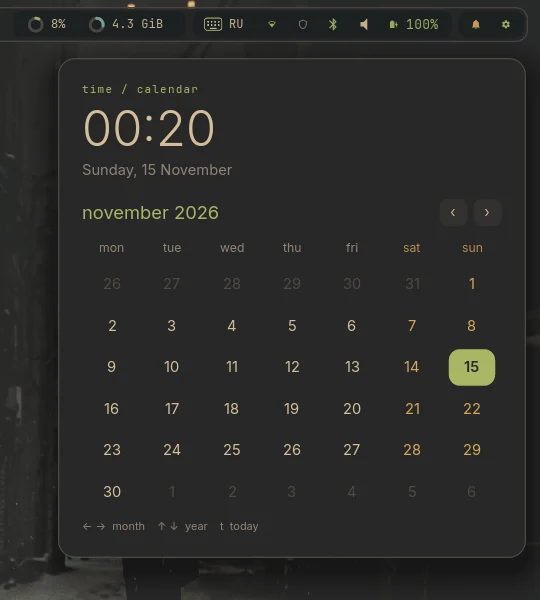 8% 4.3 GiB RU 100%
time / calendar
00:20
Sunday, 15 November
november 2026 ‹ ›
mon tue wed thu fri sat sun
26 27 28 29 30 31 1
2 3 4 5 6 7 8
9 10 11 12 13 14 15
16 17 18 19 20 21 22
23 24 25 26 27 28 29
30 1 2 3 4 5 6
←→ month ↑↓ year t today